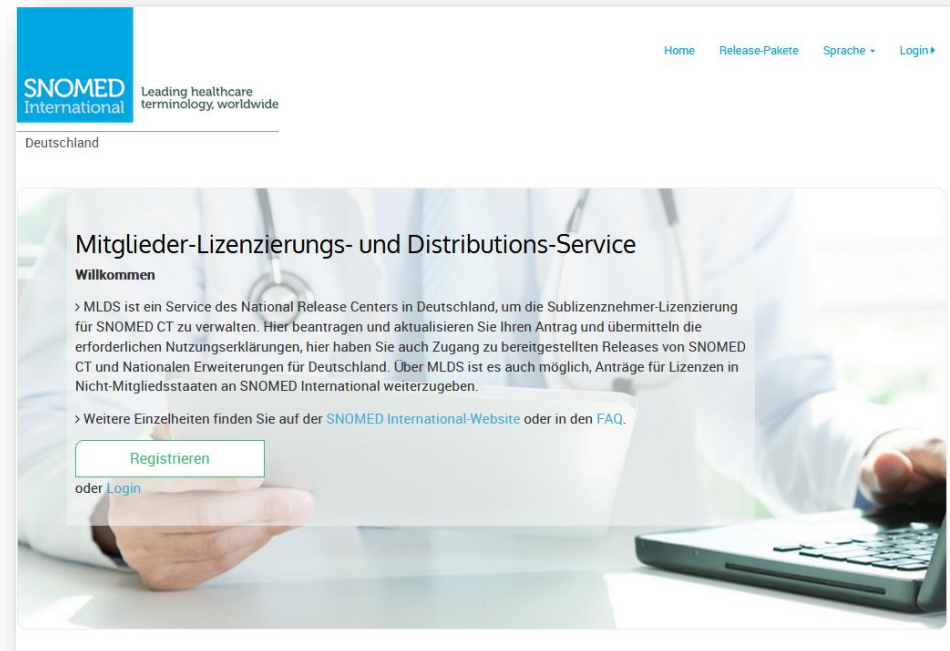 Home Release-Pakete Sprache Login
SNOMED
International
Leading healthcare
terminology, worldwide
Deutschland
Mitglieder-Lizenzierungs- und Distributions-Service
Willkommen
> MLDS ist ein Service des National Release Centers in Deutschland, um die Sublizenznehmer-Lizenzierung
für SNOMED CT zu verwalten. Hier beantragen und aktualisieren Sie Ihren Antrag und übermitteln die
erforderlichen Nutzungserklärungen, hier haben Sie auch Zugang zu bereitgestellten Releases von SNOMED
CT und Nationalen Erweiterungen für Deutschland. Über MLDS ist es auch möglich, Anträge für Lizenzen in
Nicht-Mitgliedsstaaten an SNOMED International weiterzugeben.
> Weitere Einzelheiten finden Sie auf der SNOMED International-Website oder in den FAQ.
Registrieren
oder Login